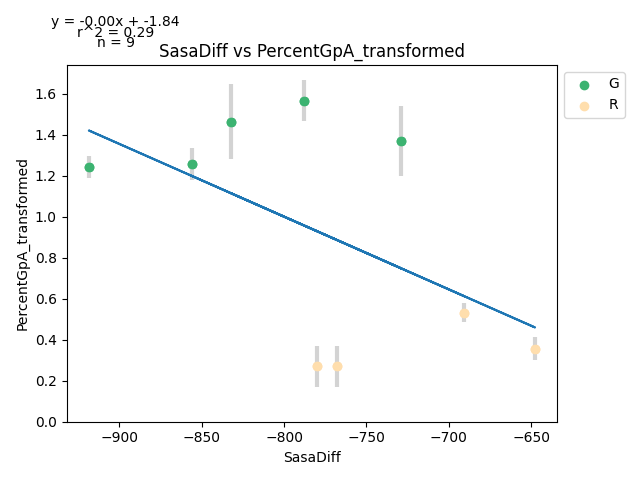 y = -0.00x + -1.84
r^2 = 0.29
n = 9
SasaDiff vs PercentGpA_transformed
G
R
PercentGpA_transformed
1.6
1.4
1.2
1.0
0.8
0.6
0.4
0.2
0.0
−900 −850 −800 −750 −700 −650
SasaDiff